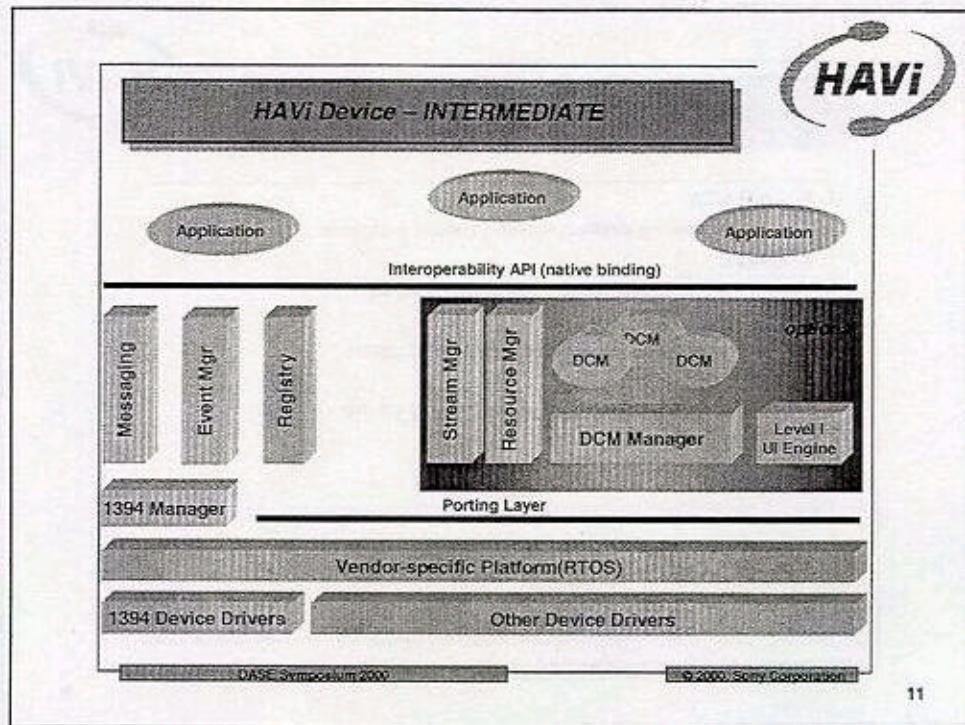 HAVi
HAVi Device – INTERMEDIATE
Application
Application
Application
Interoperability API (native binding)
Messaging
Event Mgr
Registry
Stream Mgr
Resource Mgr
DCM
DCM
DCM
optional
DCM Manager
Level I
UI Engine
1394 Manager
Porting Layer
Vendor-specific Platform(RTOS)
1394 Device Drivers
Other Device Drivers
DASE Symposium 2000
© 2000, Sony Corporation
11